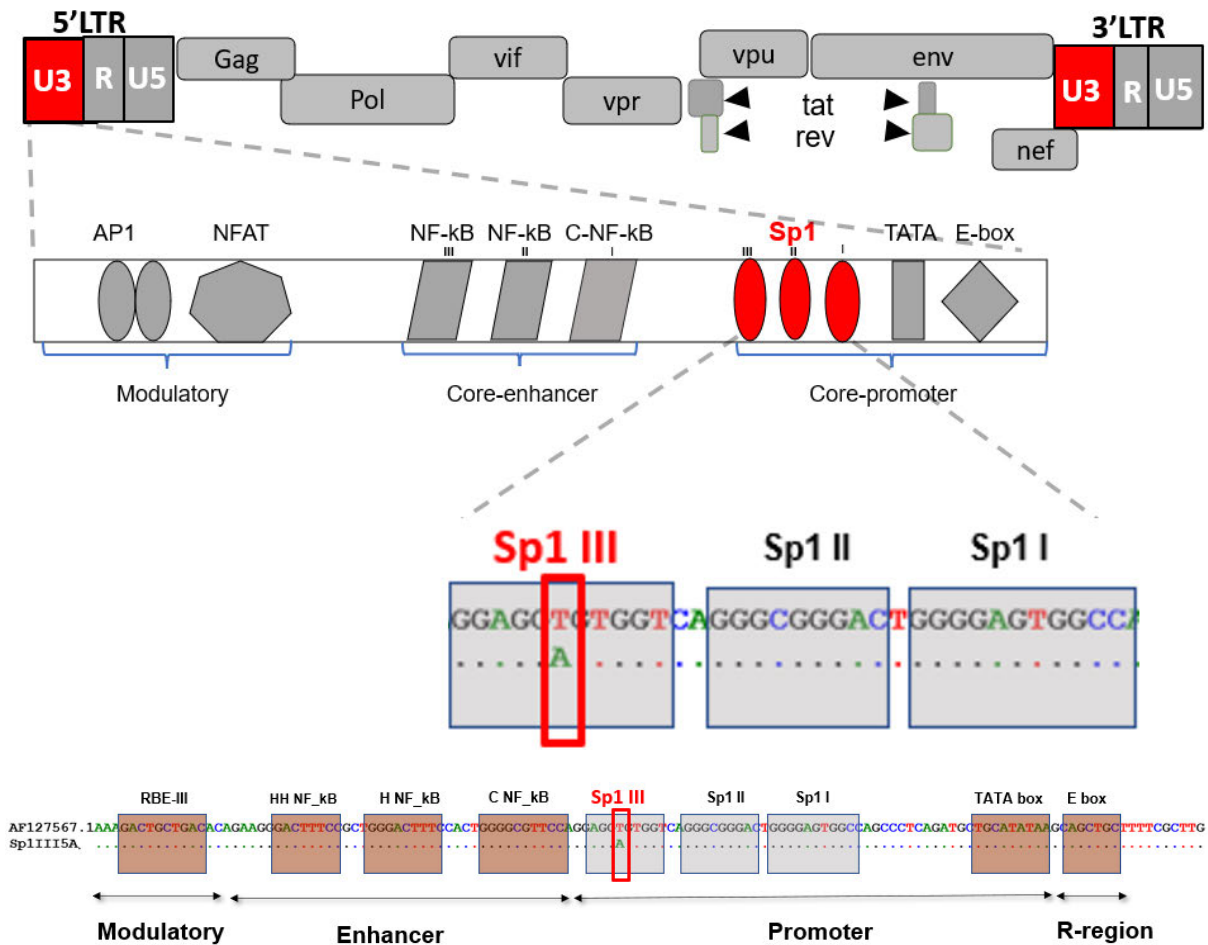 5'LTR
3'LTR
U3 R U5 Gag Pol vif vpr vpu env U3 R U5
tat
rev
nef
AP1 NFAT NF-kB NF-kB C-NF-kB Sp1 TATA E-box
III II I III II I
Modulatory Core-enhancer Core-promoter
Sp1 III Sp1 II Sp1 I
GGAGCTGTGGTCAGGGCGGGACTGGGGAGTGGCCA
.....A.............................
RBE-III HH NF_kB H NF_kB C NF_kB Sp1 III Sp1 II Sp1 I TATA box E box
AF127567.1AAAGACTGCTGACACAGAAGGGACTTTCCGCTGGGACTTTCCACTGGGGCGTTCCAGGAGCTGTGGTCAGGGCGGGACTGGGGAGTGGCCAGCCCTCAGATGCTGCATATAAGCAGCTGCTTTTCGCTTG
Sp1III5A. A
Modulatory Enhancer Promoter R-region